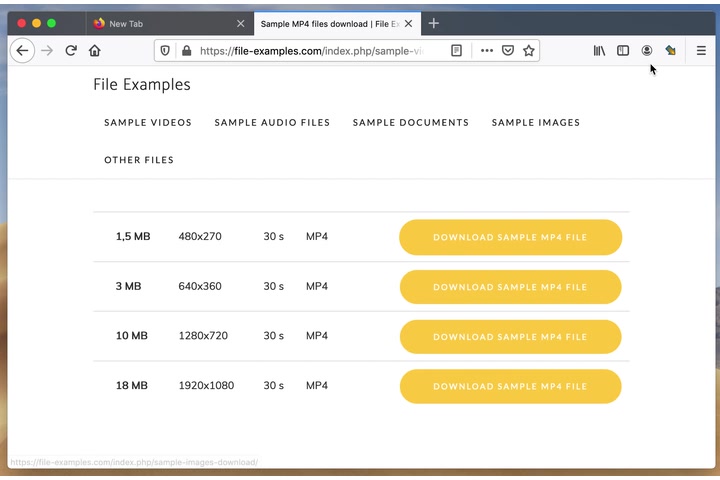 New Tab
Sample MP4 files download | File Ex
https://file-examples.com/index.php/sample-vi
File Examples
SAMPLE VIDEOS SAMPLE AUDIO FILES SAMPLE DOCUMENTS SAMPLE IMAGES
OTHER FILES
1,5 MB 480x270 30 s MP4 DOWNLOAD SAMPLE MP4 FILE
3 MB 640x360 30 s MP4 DOWNLOAD SAMPLE MP4 FILE
10 MB 1280x720 30 s MP4 DOWNLOAD SAMPLE MP4 FILE
18 MB 1920x1080 30 s MP4 DOWNLOAD SAMPLE MP4 FILE
https://file-examples.com/index.php/sample-images-download/